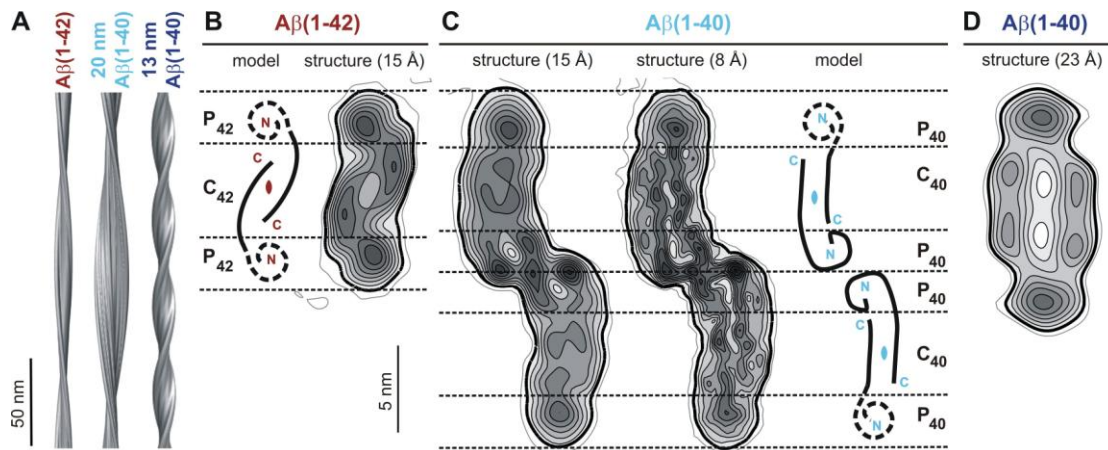 A
Aβ(1-42)
20 nm
Aβ(1-40)
13 nm
Aβ(1-40)
50 nm
B
Aβ(1-42)
model
structure (15 Å)
P42
C42
P42
N
C
C
N
5 nm
C
Aβ(1-40)
structure (15 Å)
structure (8 Å)
model
N
C
C
N
N
C
C
N
P40
C40
P40
P40
C40
P40
D
Aβ(1-40)
structure (23 Å)